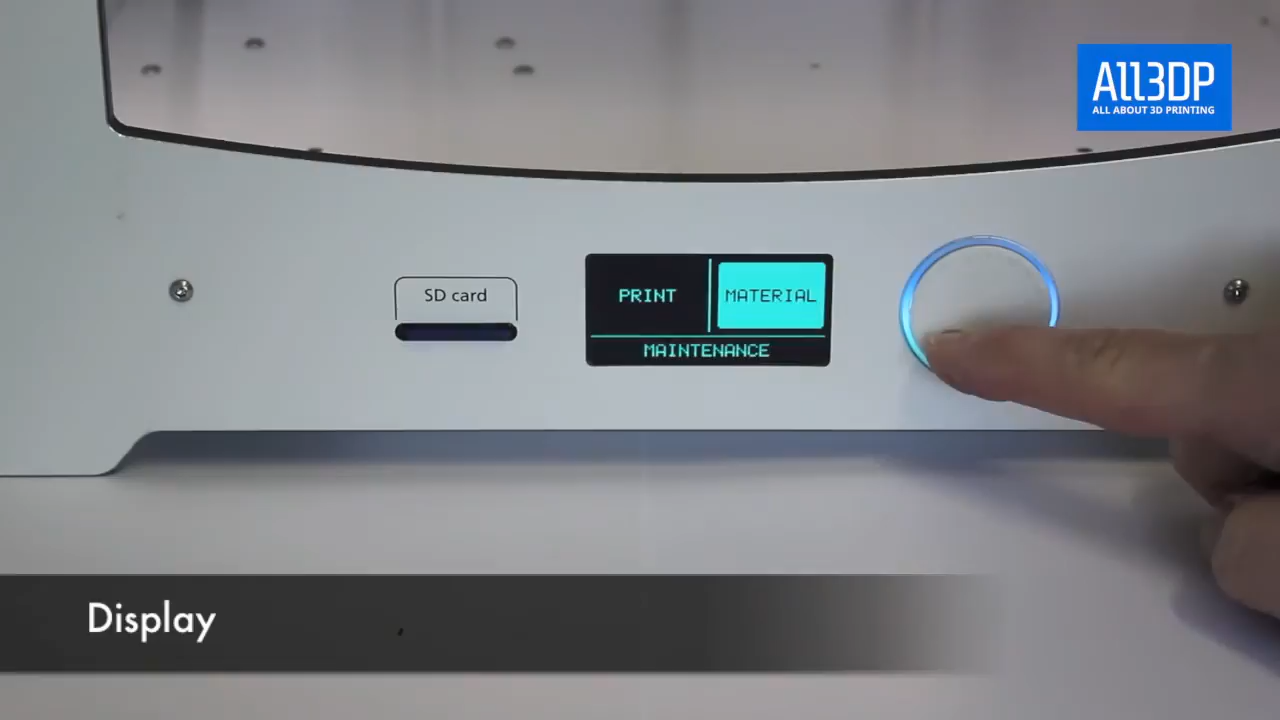 All3DP
ALL ABOUT 3D PRINTING
SD card
PRINT
MATERIAL
MAINTENANCE
Display